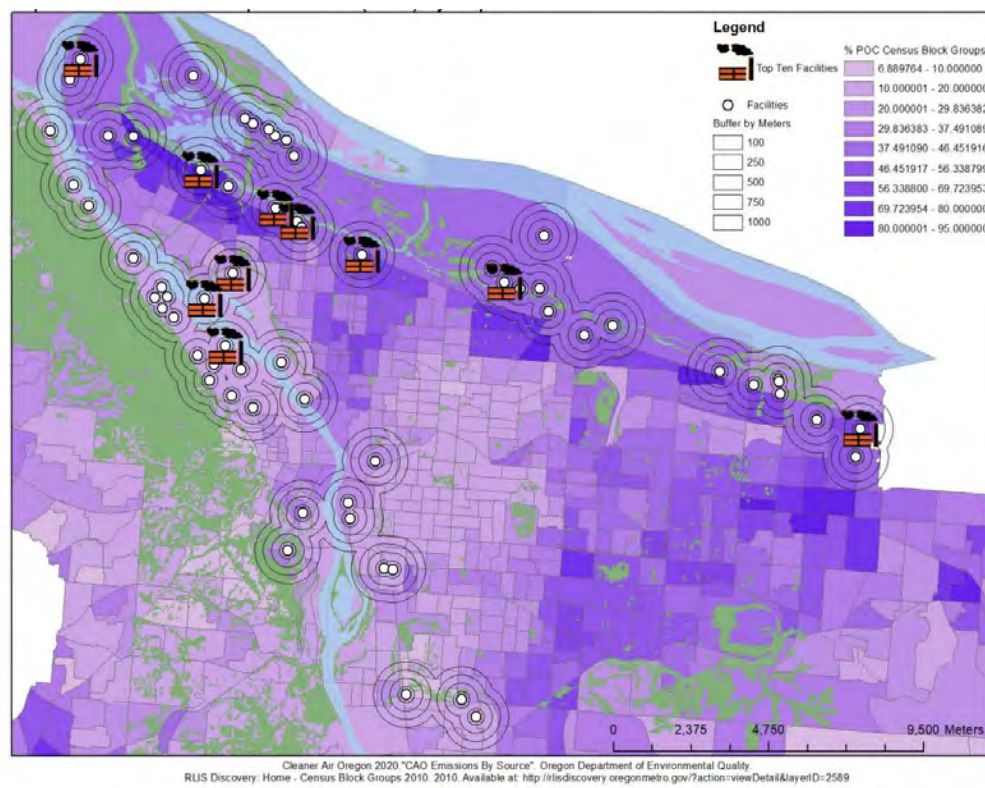 Legend
Top Ten Facilities
Facilities
Buffer by Meters
100
250
500
750
1000
% POC Census Block Groups
6.889764 - 10.000000
10.000001 - 20.000000
20.000001 - 29.836382
29.836383 - 37.491089
37.491090 - 46.451916
46.451917 - 56.338799
56.338800 - 69.723953
69.723954 - 80.000000
80.000001 - 95.000000
0 2,375 4,750 9,500 Meters
Cleaner Air Oregon 2020."CAO Emissions By Source". Oregon Department of Environmental Quality.
RLIS Discovery: Home - Census Block Groups 2010. 2010. Available at: http://rlisdiscovery.oregonmetro.gov/?action=viewDetail&layerID=2589